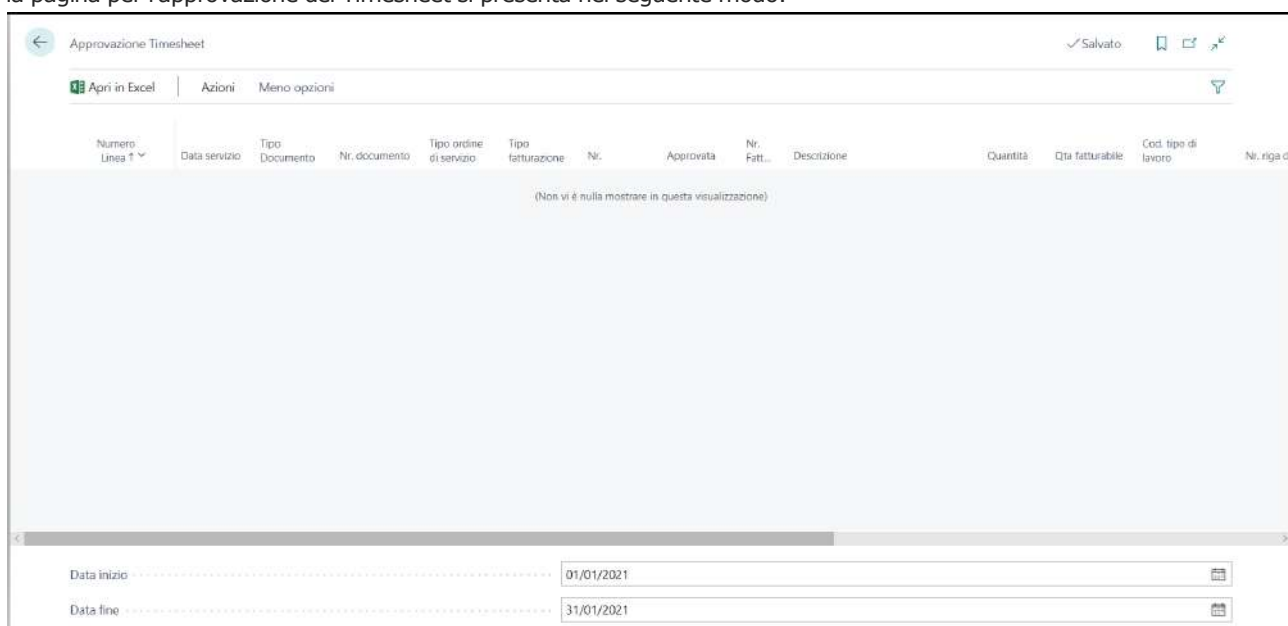 la pagina per l'approvazione dei Timesheet si presenta nel seguente modo:
Approvazione Timesheet
Salvato
Apri in Excel Azioni Meno opzioni
Numero Linea ↑ Data servizio Tipo Documento Nr. documento Tipo ordine di servizio Tipo fatturazione Nr. Approvata Nr. Fatt... Descrizione Quantità Qta fatturabile Cod. tipo di lavoro Nr. riga d
(Non vi è nulla mostrare in questa visualizzazione)
Data inizio 01/01/2021
Data fine 31/01/2021